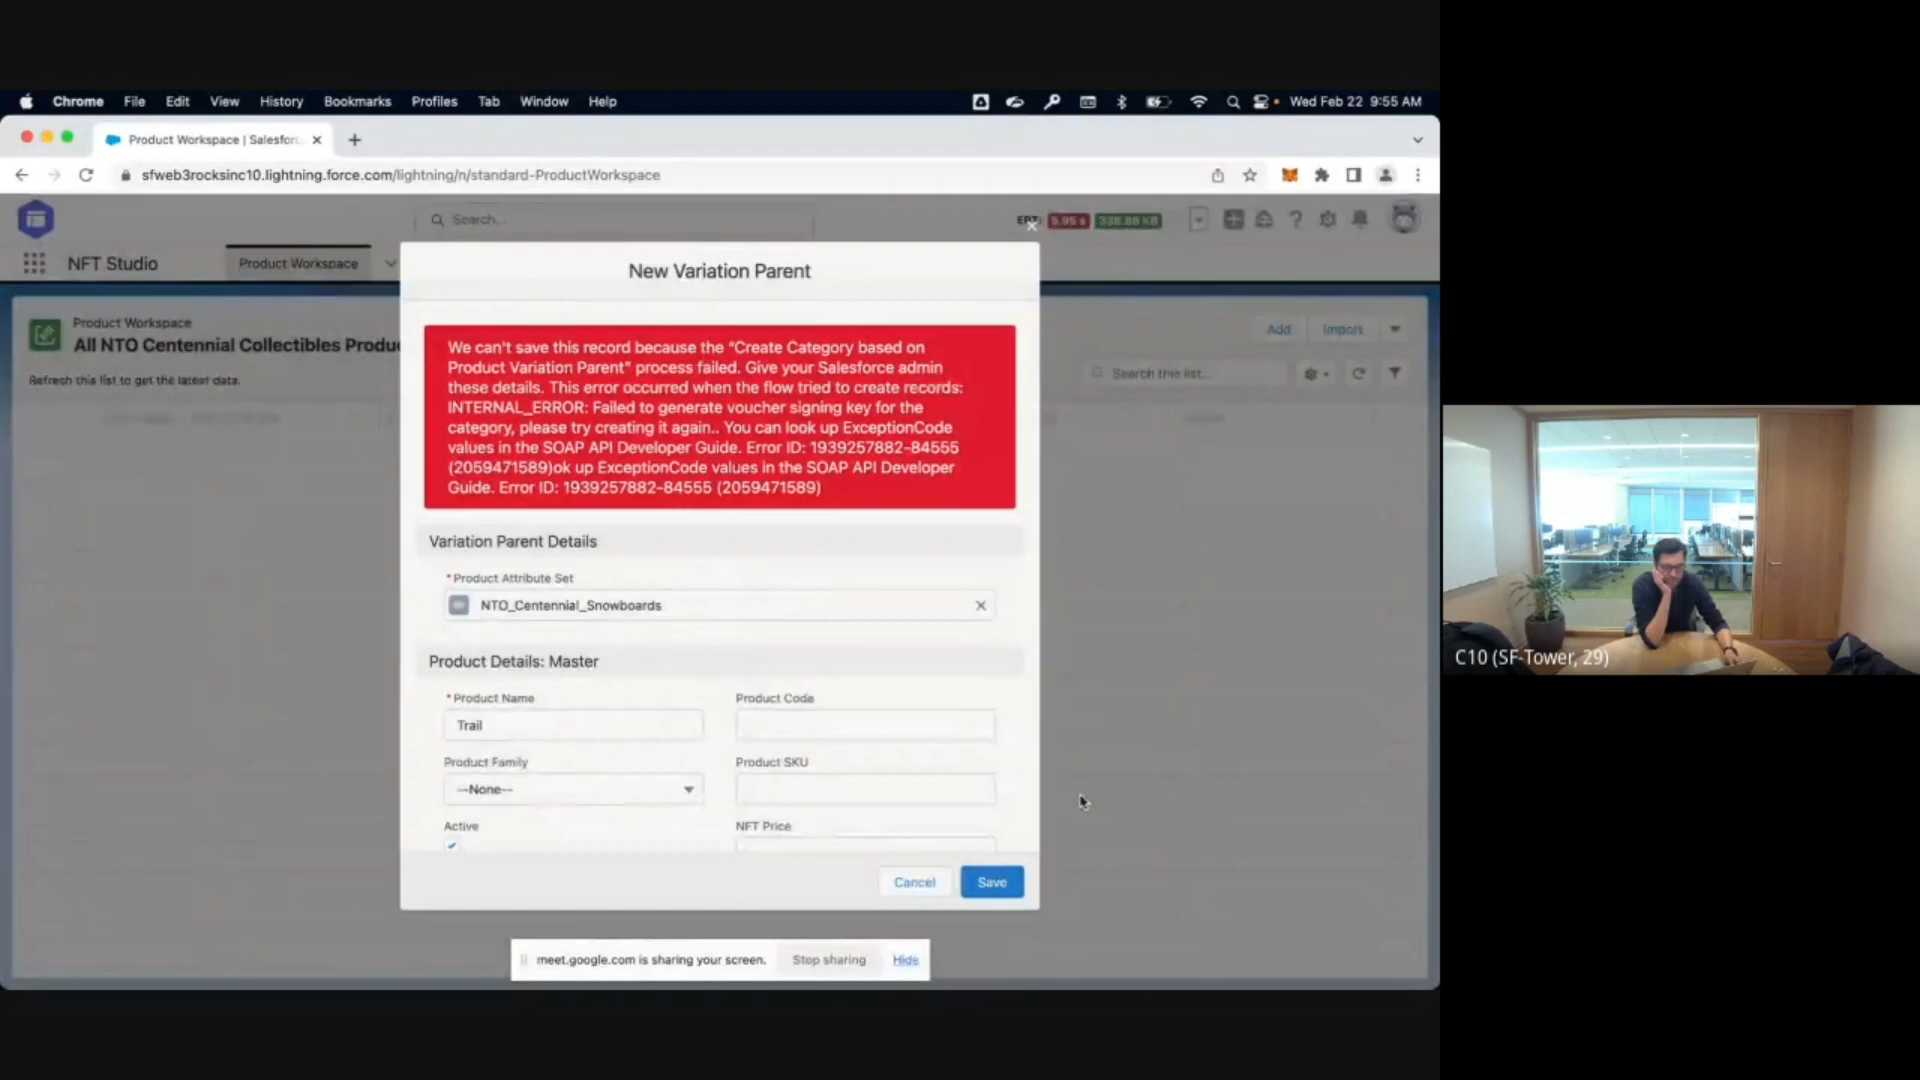 Chrome File Edit View History Bookmarks Profiles Tab Window Help Wed Feb 22 9:55 AM
Product Workspace | Salesforc
sfweb3rocksinc10.lightning.force.com/lightning/n/standard-ProductWorkspace
Search...
EPT: 5.95 s
NFT Studio Product Workspace
New Variation Parent
Product Workspace
All NTO Centennial Collectibles Produc
Add Import
Refresh this list to get the latest data.
Search this list...
We can't save this record because the "Create Category based on
Product Variation Parent" process failed. Give your Salesforce admin
these details. This error occurred when the flow tried to create records:
INTERNAL_ERROR: Failed to generate voucher signing key for the
category, please try creating it again.. You can look up ExceptionCode
values in the SOAP API Developer Guide. Error ID: 1939257882-84555
(2059471589)ok up ExceptionCode values in the SOAP API Developer
Guide. Error ID: 1939257882-84555 (2059471589)
Variation Parent Details
*Product Attribute Set
NTO_Centennial_Snowboards
Product Details: Master
*Product Name
Product Code
Trail
Product Family
Product SKU
--None--
Active
NFT Price
Cancel Save
meet.google.com is sharing your screen. Stop sharing Hide
C10 (SF-Tower, 29)